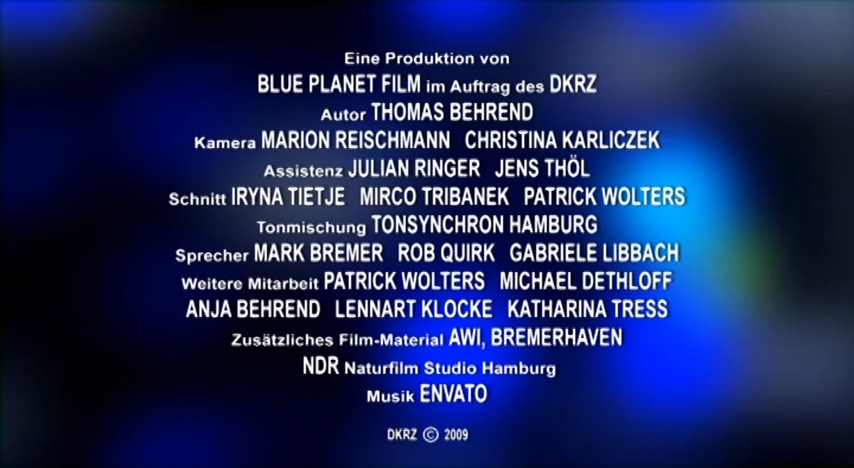 Eine Produktion von
BLUE PLANET FILM im Auftrag des DKRZ
Autor THOMAS BEHREND
Kamera MARION REISCHMANN CHRISTINA KARLICZEK
Assistenz JULIAN RINGER JENS THÖL
Schnitt IRYNA TIETJE MIRCO TRIBANEK PATRICK WOLTERS
Tonmischung TONSYNCHRON HAMBURG
Sprecher MARK BREMER ROB QUIRK GABRIELE LIBBACH
Weitere Mitarbeit PATRICK WOLTERS MICHAEL DETHLOFF
ANJA BEHREND LENNART KLOCKE KATHARINA TRESS
Zusätzliches Film-Material AWI, BREMERHAVEN
NDR Naturfilm Studio Hamburg
Musik ENVATO
DKRZ © 2009